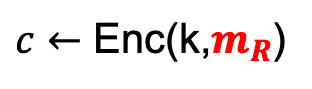 c ← Enc(k,m_R)